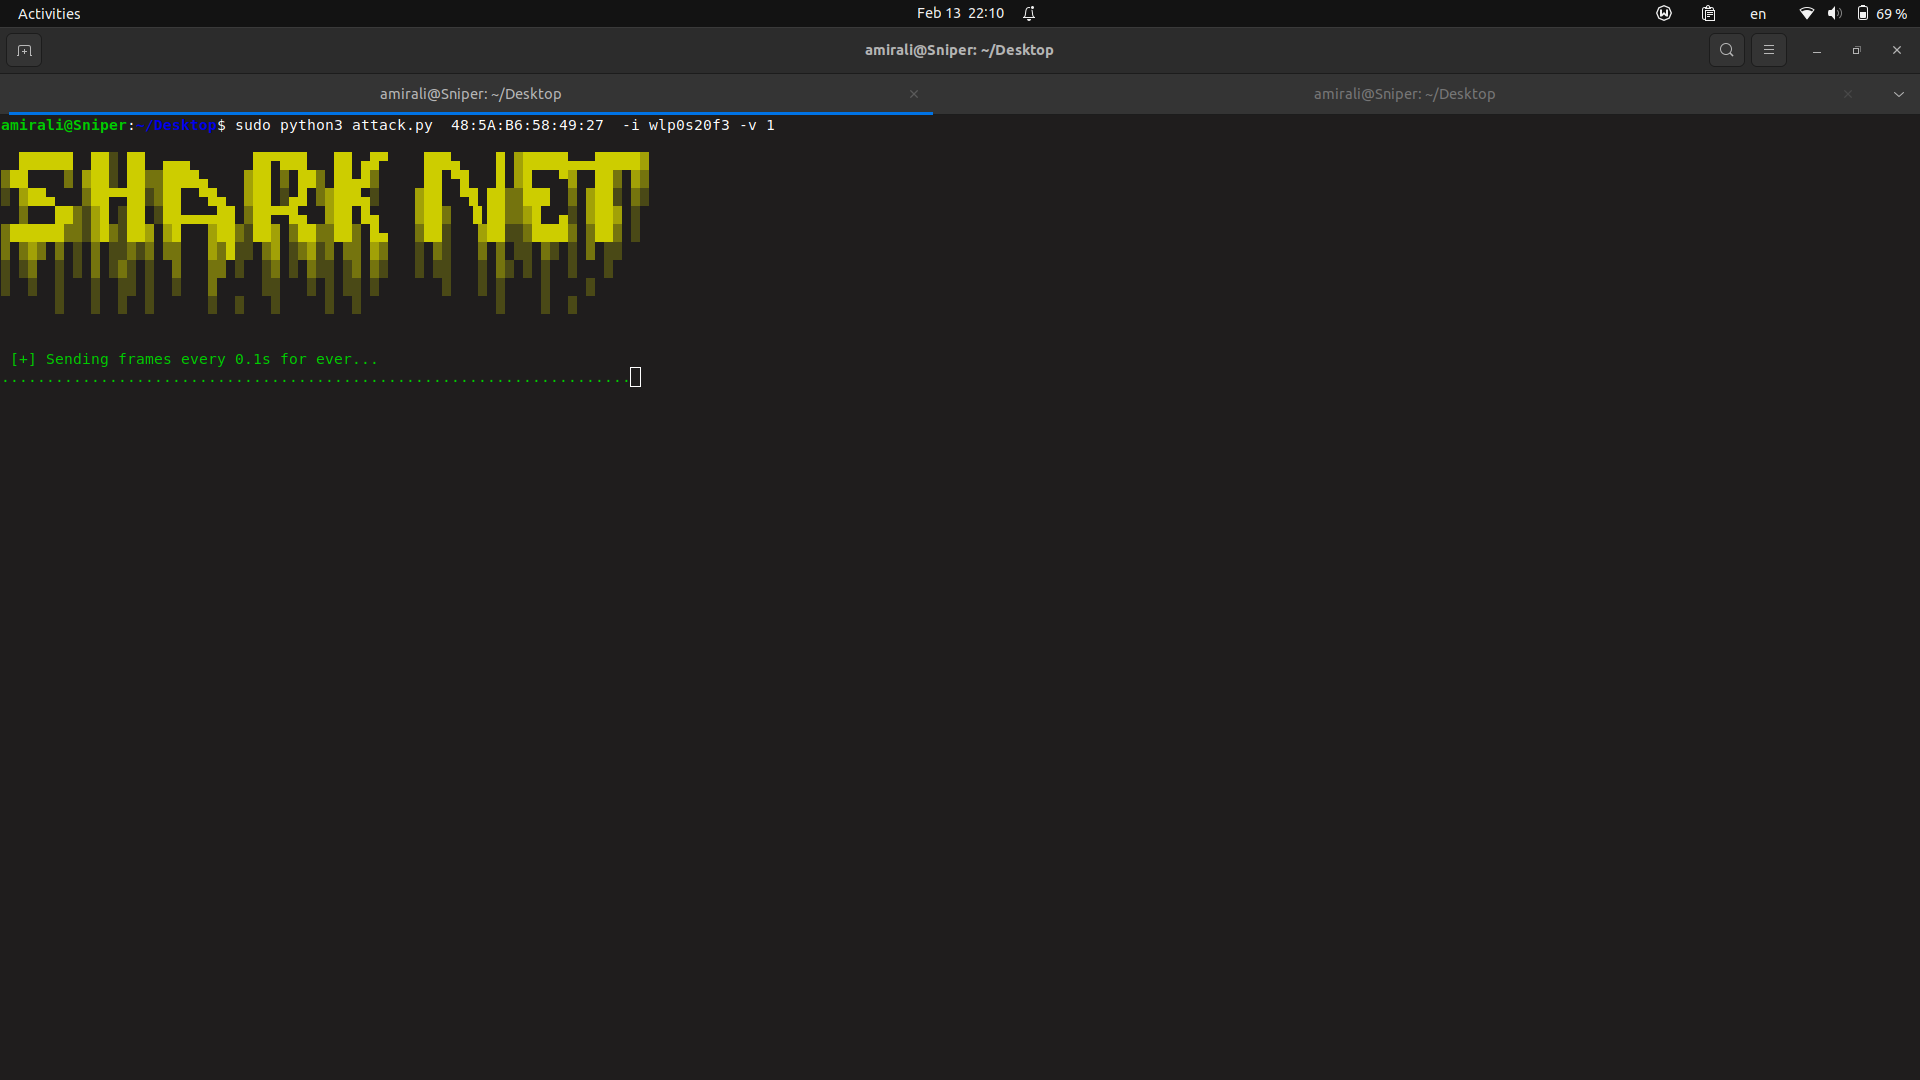 Activities
Feb 13 22:10
en
69 %
amirali@Sniper: ~/Desktop
amirali@Sniper: ~/Desktop
amirali@Sniper: ~/Desktop
amirali@Sniper:~/Desktop$ sudo python3 attack.py  48:5A:B6:58:49:27  -i wlp0s20f3 -v 1
SHARK NET
[+] Sending frames every 0.1s for ever...
......................................................................